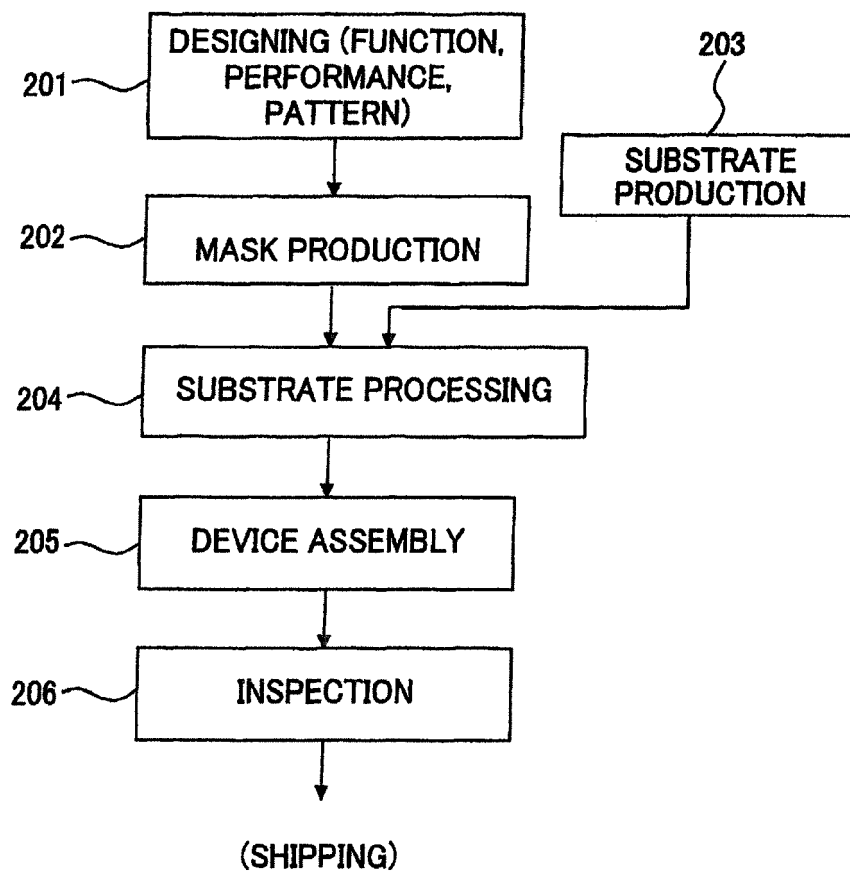 201
DESIGNING (FUNCTION,
PERFORMANCE,
PATTERN)
203
SUBSTRATE
PRODUCTION
202
MASK PRODUCTION
204
SUBSTRATE PROCESSING
205
DEVICE ASSEMBLY
206
INSPECTION
(SHIPPING)